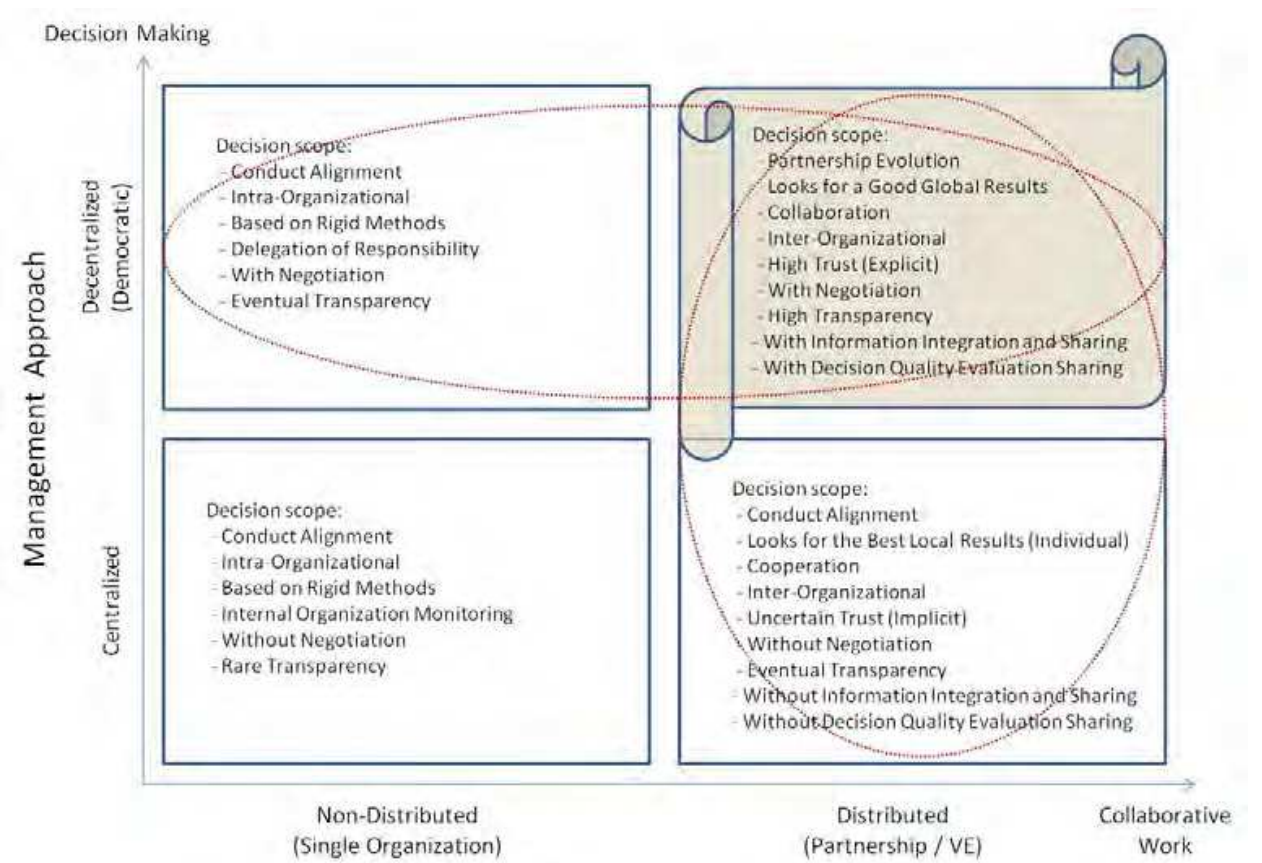 Decision Making
Management Approach
Decentralized
(Democratic)
Decision scope:
- Conduct Alignment
- Intra-Organizational
- Based on Rigid Methods
- Delegation of Responsibility
- With Negotiation
- Eventual Transparency
Decision scope:
- Partnership Evolution
Looks for a Good Global Results
- Collaboration
- Inter-Organizational
- High Trust (Explicit)
- With Negotiation
- High Transparency
- With Information Integration and Sharing
- With Decision Quality Evaluation Sharing
Centralized
Decision scope:
- Conduct Alignment
- Intra-Organizational
- Based on Rigid Methods
- Internal Organization Monitoring
- Without Negotiation
- Rare Transparency
Decision scope:
- Conduct Alignment
- Looks for the Best Local Results (Individual)
- Cooperation
- Inter-Organizational
- Uncertain Trust (Implicit)
- Without Negotiation
- Eventual Transparency
- Without Information Integration and Sharing
- Without Decision Quality Evaluation Sharing
Non-Distributed
(Single Organization)
Distributed
(Partnership / VE)
Collaborative
Work